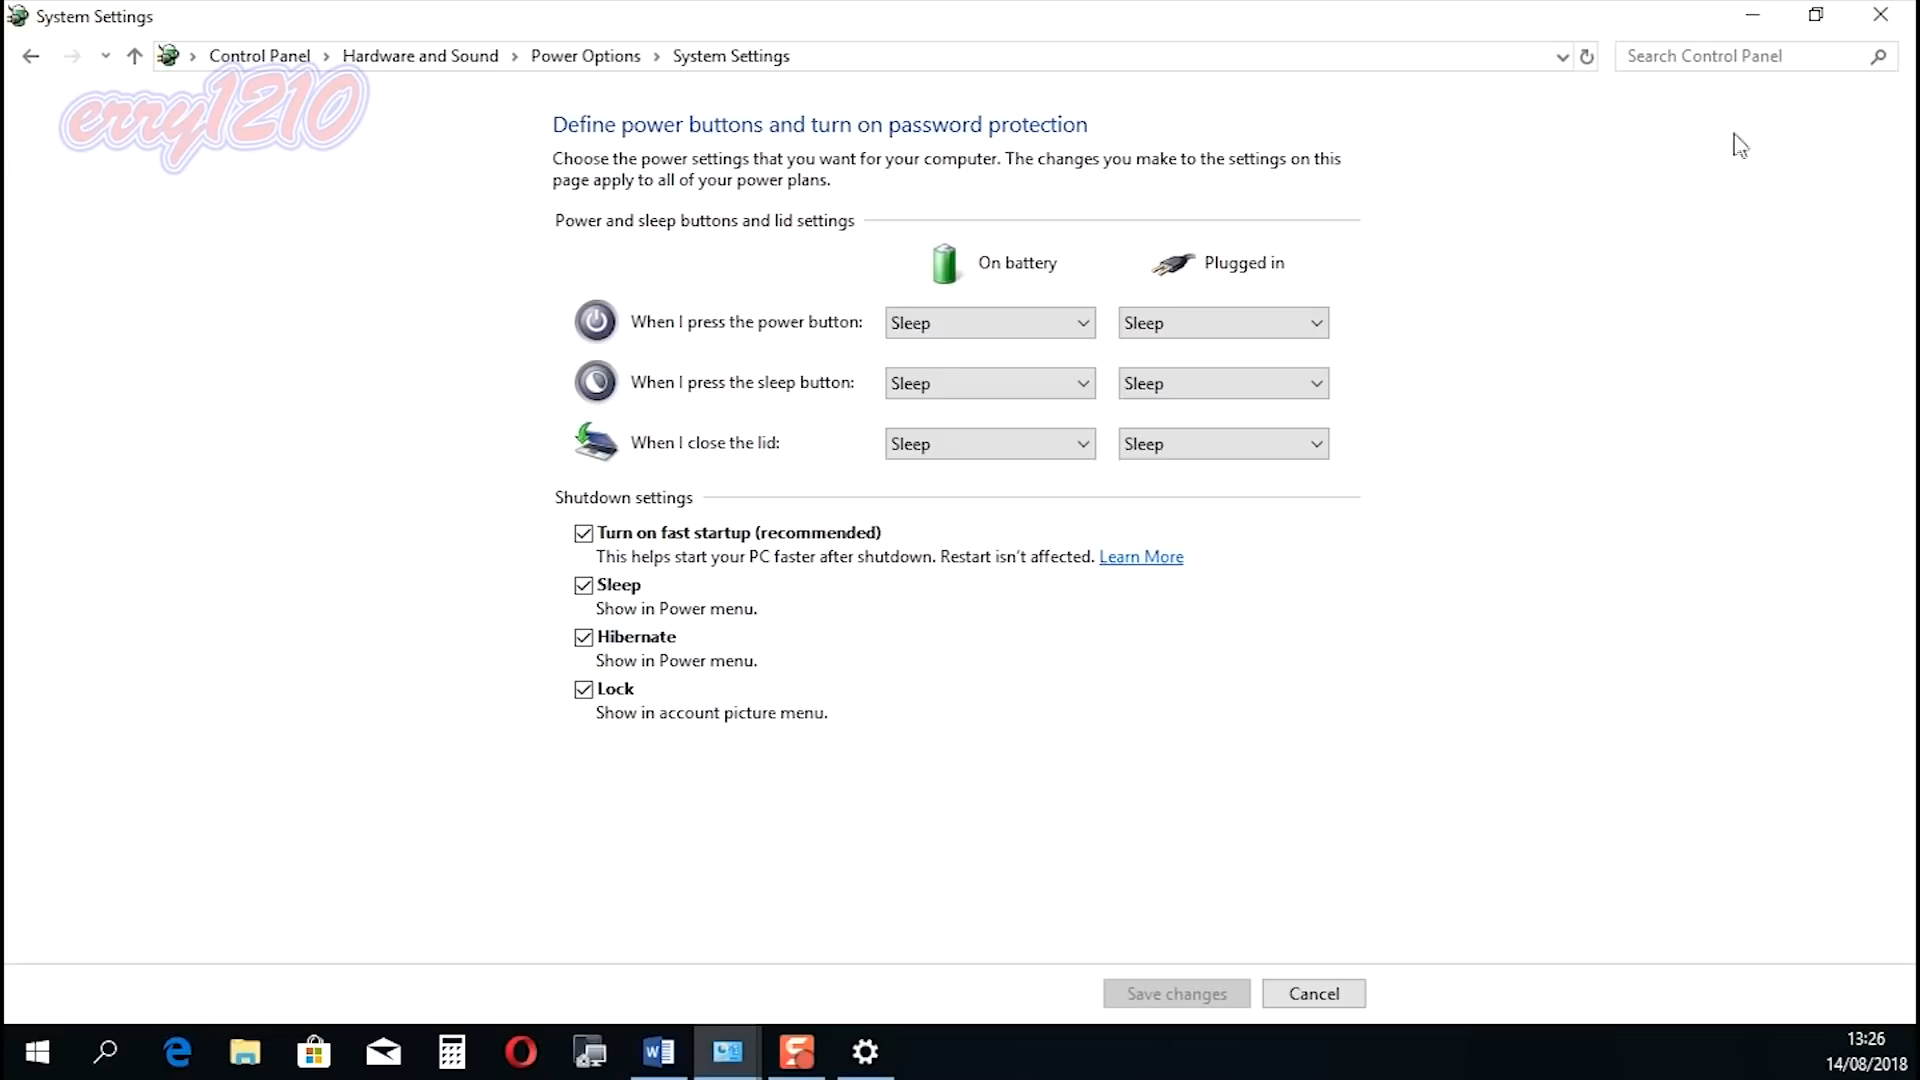 System Settings
Control Panel > Hardware and Sound > Power Options > System Settings
Search Control Panel
erry1210
Define power buttons and turn on password protection
Choose the power settings that you want for your computer. The changes you make to the settings on this
page apply to all of your power plans.
Power and sleep buttons and lid settings
On battery Plugged in
When I press the power button: Sleep Sleep
When I press the sleep button: Sleep Sleep
When I close the lid: Sleep Sleep
Shutdown settings
Turn on fast startup (recommended)
This helps start your PC faster after shutdown. Restart isn't affected. Learn More
Sleep
Show in Power menu.
Hibernate
Show in Power menu.
Lock
Show in account picture menu.
Save changes Cancel
13:26
14/08/2018